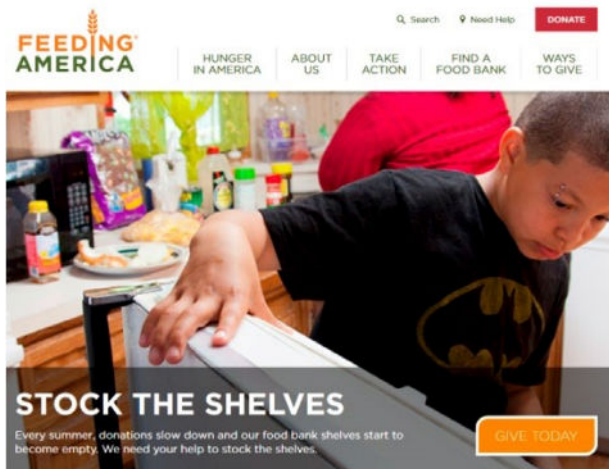 Search Need Help DONATE
FEEDING
AMERICA
HUNGER
IN AMERICA
ABOUT
US
TAKE
ACTION
FIND A
FOOD BANK
WAYS
TO GIVE
STOCK THE SHELVES
Every summer, donations slow down and our food bank shelves start to
become empty. We need your help to stock the shelves.
GIVE TODAY